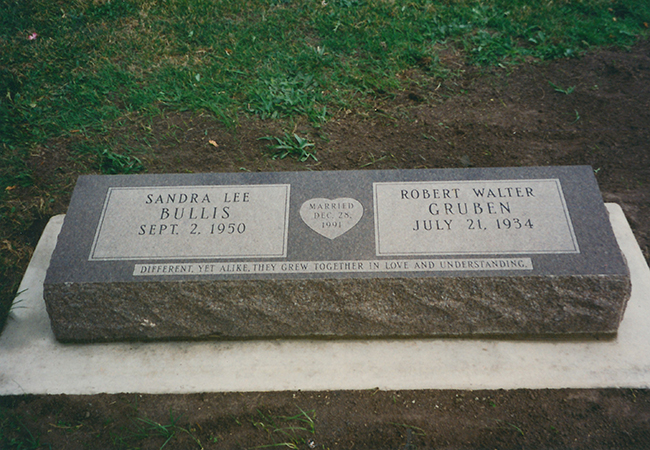 SANDRA LEE
BULLIS
SEPT. 2, 1950
MARRIED
DEC. 28,
1991
ROBERT WALTER
GRUBEN
JULY 21, 1934
DIFFERENT, YET ALIKE, THEY GREW TOGETHER IN LOVE AND UNDERSTANDING.